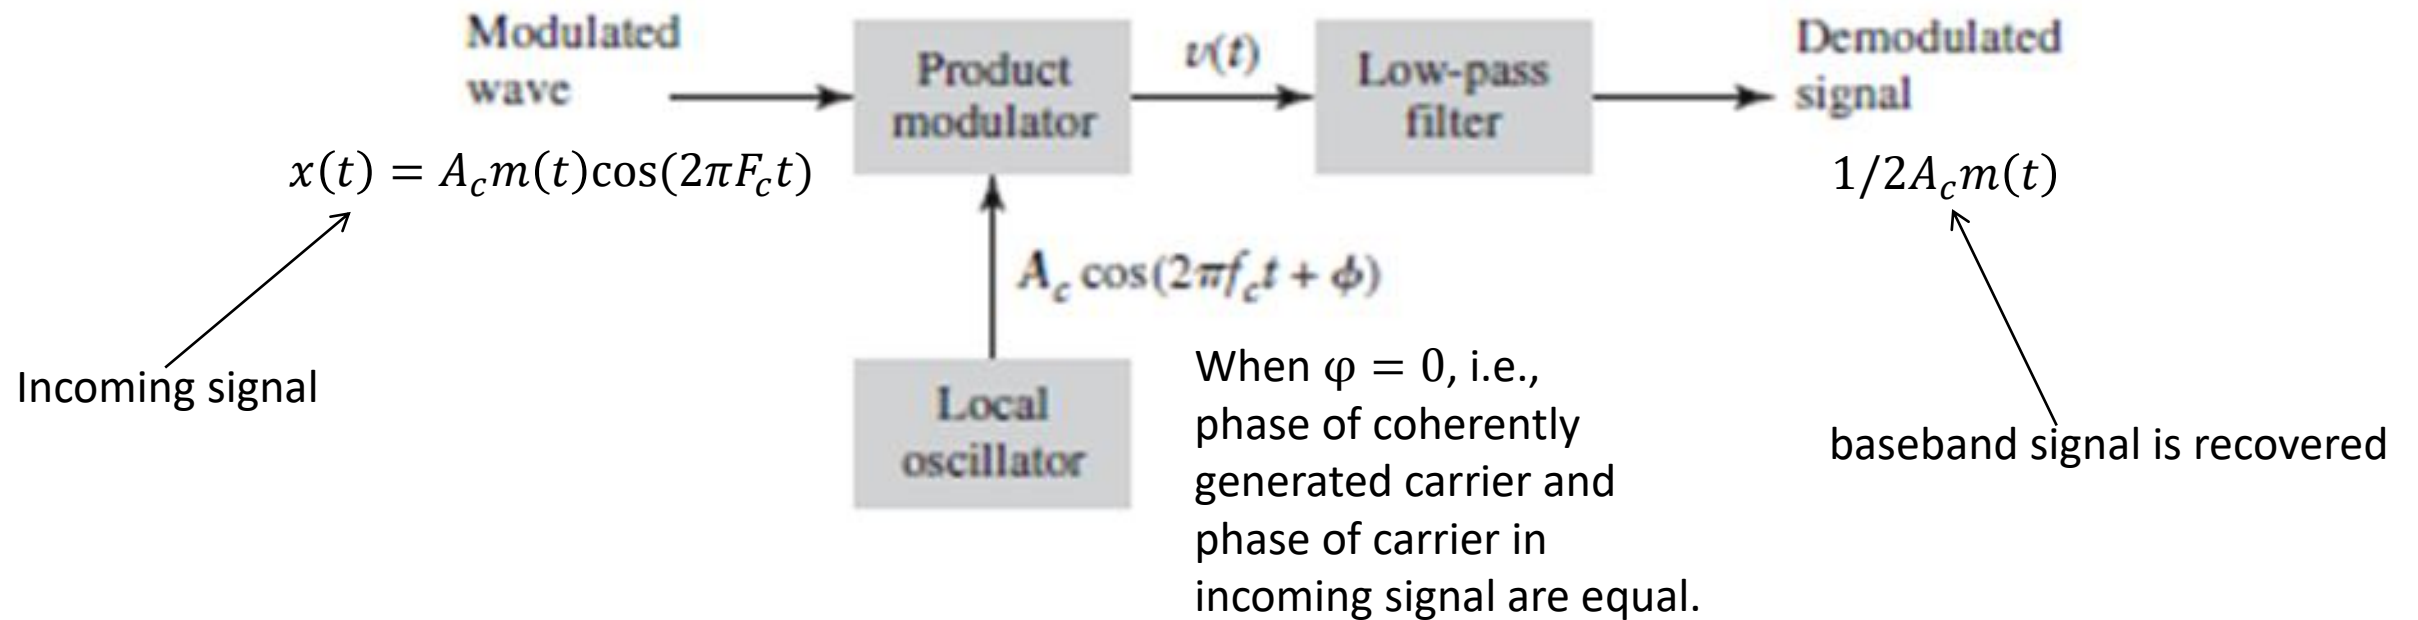 Modulated
wave
x(t) = A_c m(t)cos(2πF_c t)
Incoming signal
Product
modulator
v(t)
Low-pass
filter
Demodulated
signal
1/2A_c m(t)
baseband signal is recovered
A_c cos(2πf_c t + ϕ)
Local
oscillator
When φ = 0, i.e.,
phase of coherently
generated carrier and
phase of carrier in
incoming signal are equal.